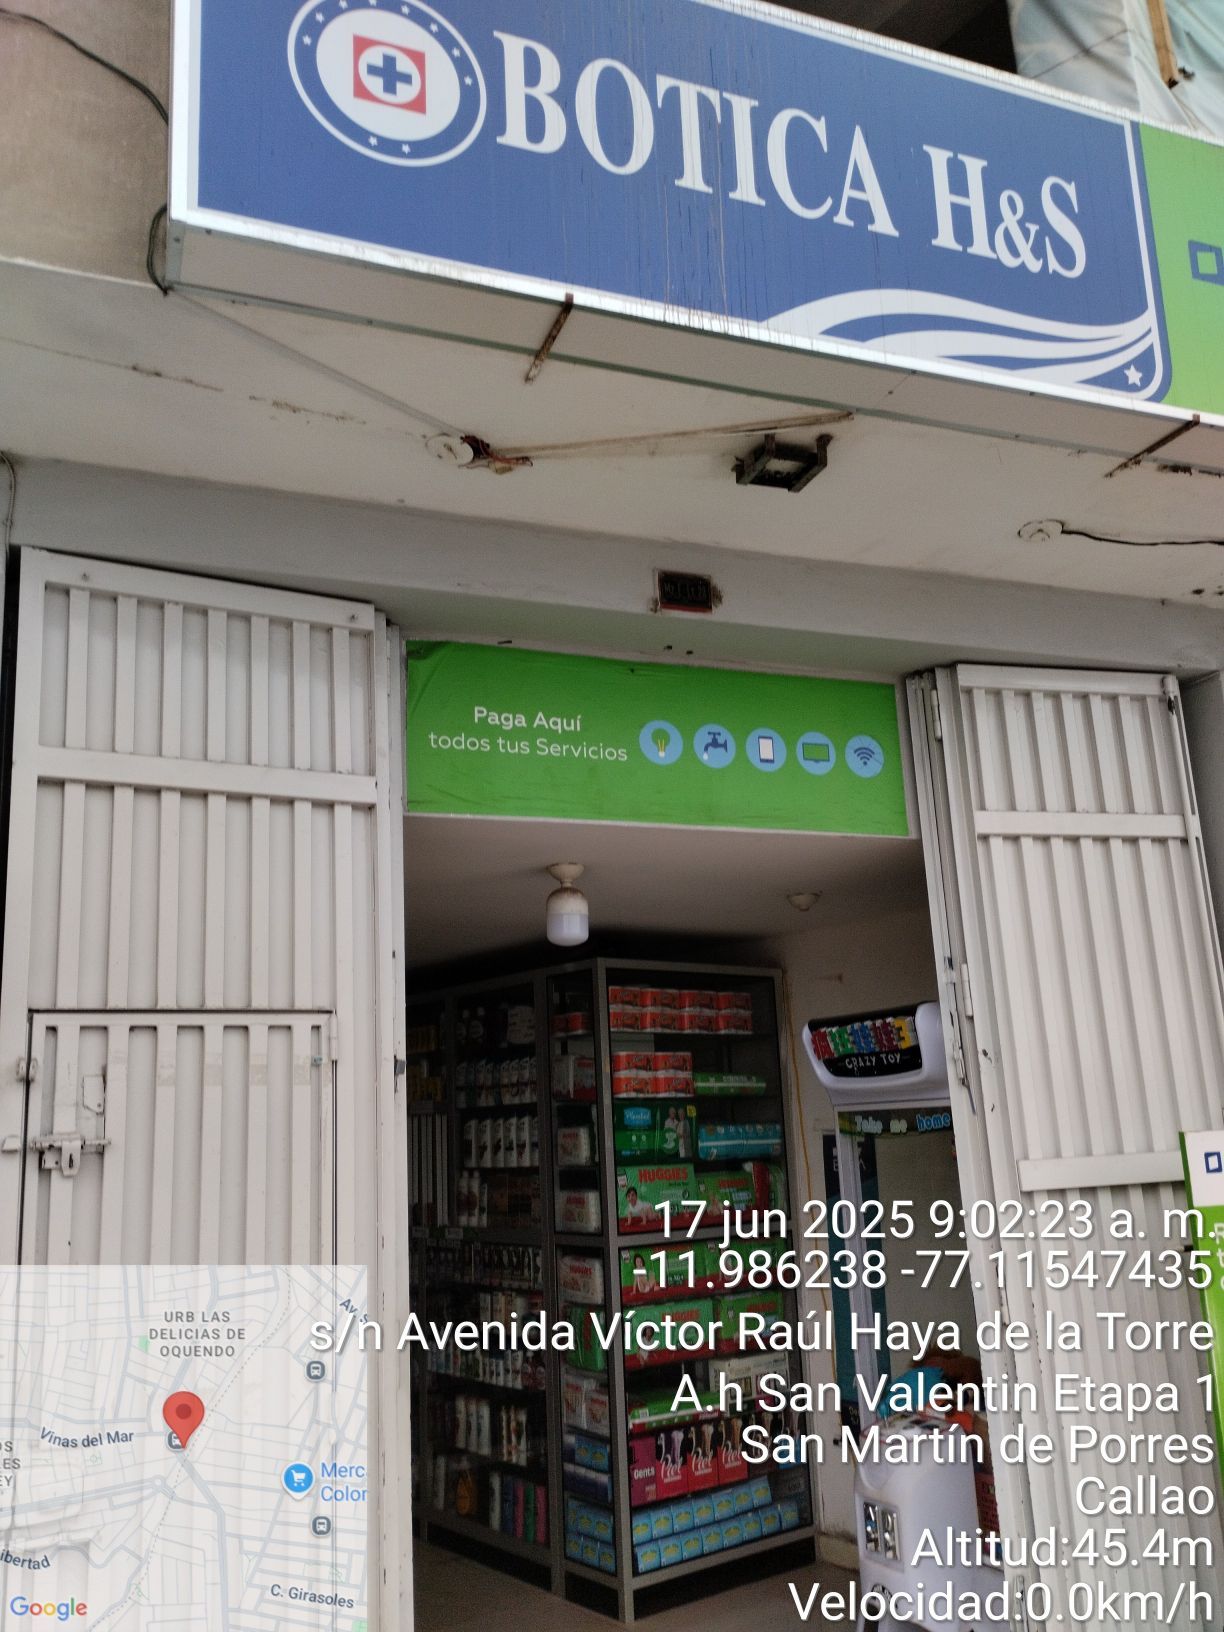 BOTICA H&S
Paga Aquí
todos tus Servicios
CRAZY TOY
Take me home
HUGGIES
17 jun 2025 9:02:23 a. m.
-11.986238 -77.11547435
s/n Avenida Víctor Raúl Haya de la Torre
A.h San Valentin Etapa 1
San Martín de Porres
Callao
Altitud:45.4m
Velocidad:0.0km/h
URB LAS
DELICIAS DE
OQUENDO
Vinas del Mar
Merc
Color
C. Girasoles
Google